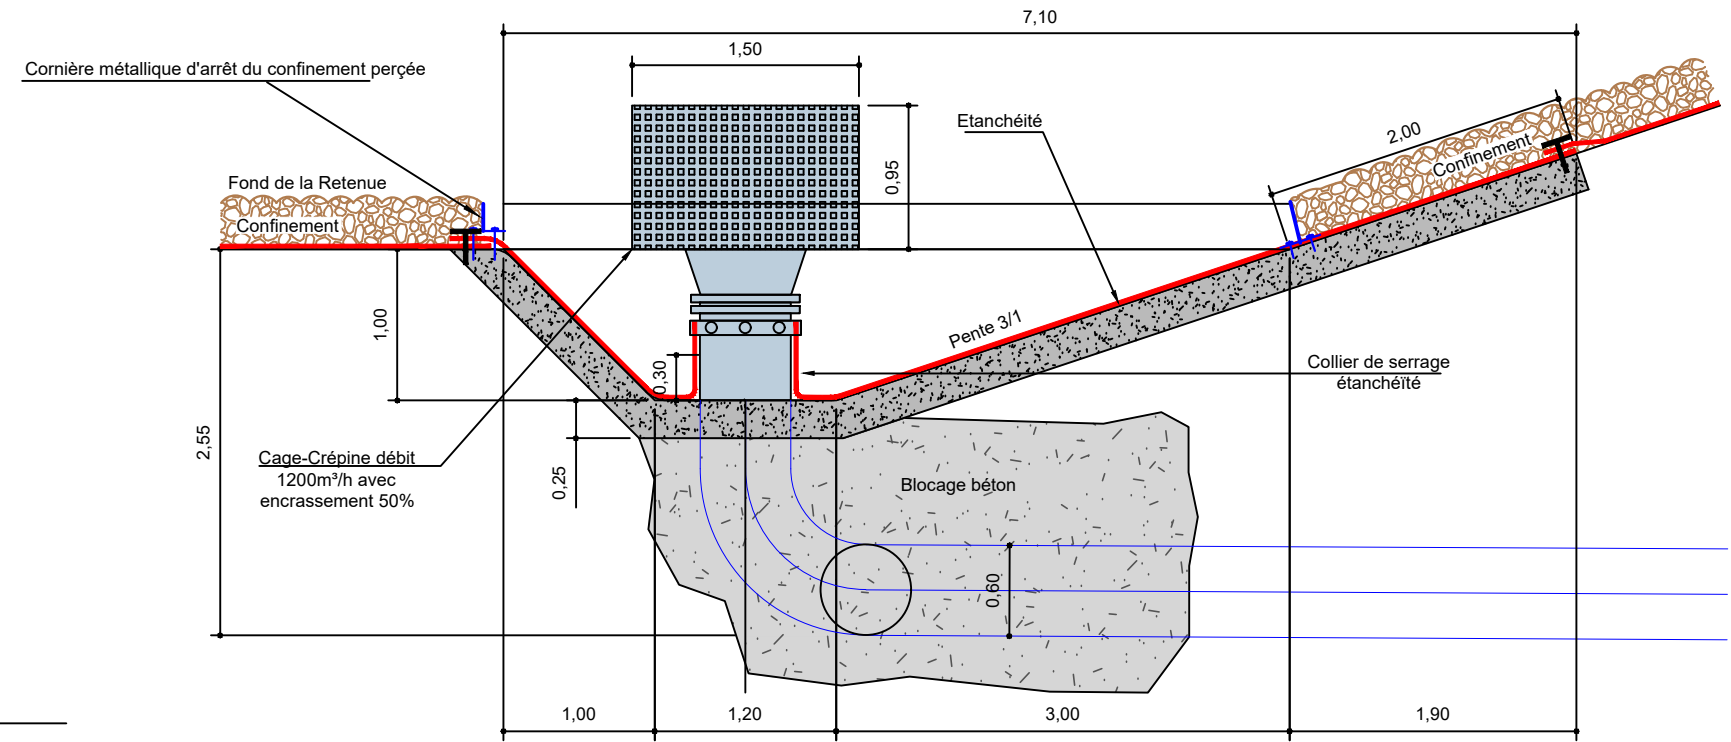 7,10
1,50
Cornière métallique d'arrêt du confinement perçée
Etanchéité
2,00
Confinement
0,95
Fond de la Retenue
Confinement
1,00
Pente 3/1
0,30
Collier de serrage
étanchéïté
2,55
Cage-Crépine débit
1200m³/h avec
encrassement 50%
0,25
Blocage béton
0,60
1,00
1,20
3,00
1,90